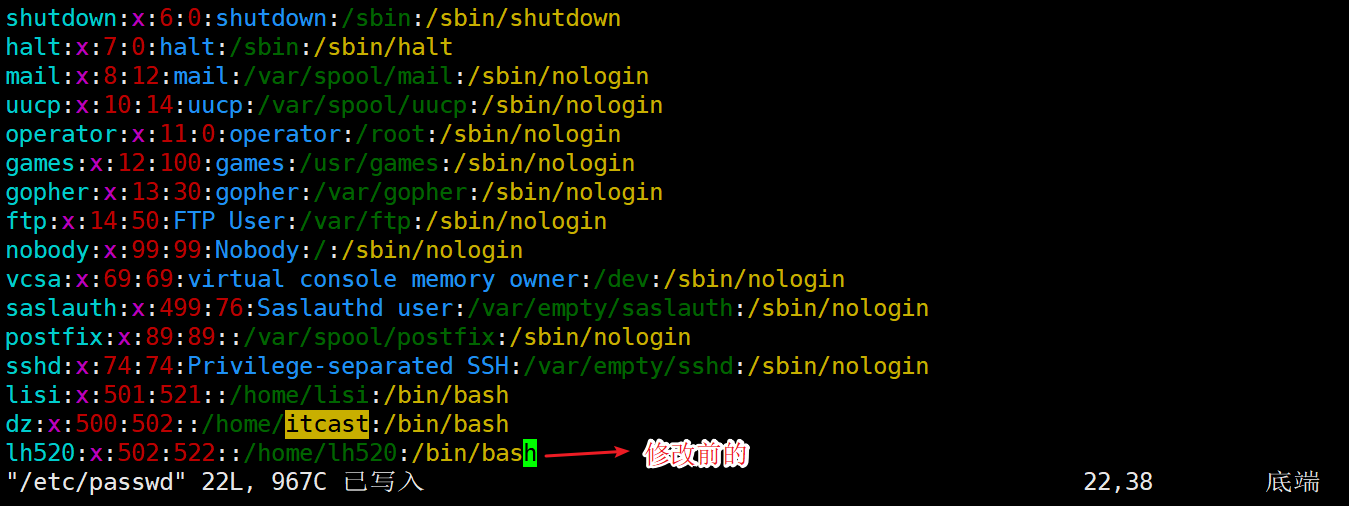 shutdown:x:6:0:shutdown:/sbin:/sbin/shutdown
halt:x:7:0:halt:/sbin:/sbin/halt
mail:x:8:12:mail:/var/spool/mail:/sbin/nologin
uucp:x:10:14:uucp:/var/spool/uucp:/sbin/nologin
operator:x:11:0:operator:/root:/sbin/nologin
games:x:12:100:games:/usr/games:/sbin/nologin
gopher:x:13:30:gopher:/var/gopher:/sbin/nologin
ftp:x:14:50:FTP User:/var/ftp:/sbin/nologin
nobody:x:99:99:Nobody:/:/sbin/nologin
vcsa:x:69:69:virtual console memory owner:/dev:/sbin/nologin
saslauth:x:499:76:Saslauthd user:/var/empty/saslauth:/sbin/nologin
postfix:x:89:89::/var/spool/postfix:/sbin/nologin
sshd:x:74:74:Privilege-separated SSH:/var/empty/sshd:/sbin/nologin
lisi:x:501:521::/home/lisi:/bin/bash
dz:x:500:502::/home/itcast:/bin/bash
lh520:x:502:522::/home/lh520:/bin/bash 修改前的
"/etc/passwd" 22L, 967C 已写入 22,38 底端